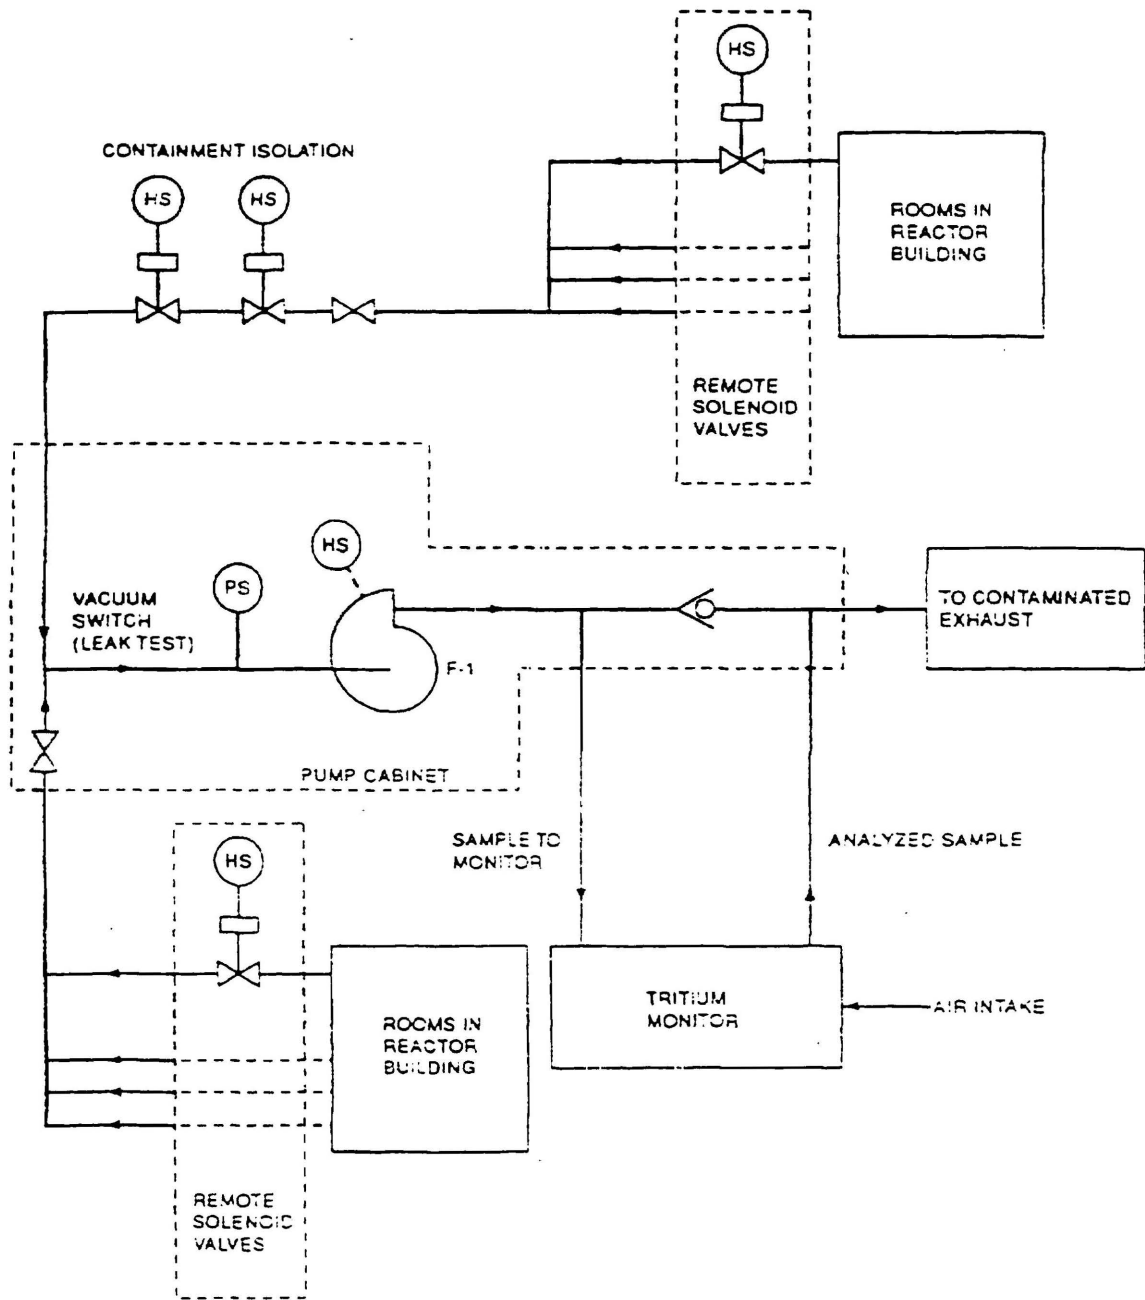 HS
CONTAINMENT ISOLATION
HS
HS
ROOMS IN
REACTOR
BUILDING
REMOTE
SOLENOID
VALVES
HS
PS
VACUUM
SWITCH
(LEAK TEST)
F-1
TO CONTAMINATED
EXHAUST
PUMP CABINET
SAMPLE TO
MONITOR
ANALYZED SAMPLE
HS
TRITIUM
MONITOR
AIR INTAKE
ROOMS IN
REACTOR
BUILDING
REMOTE
SOLENOID
VALVES